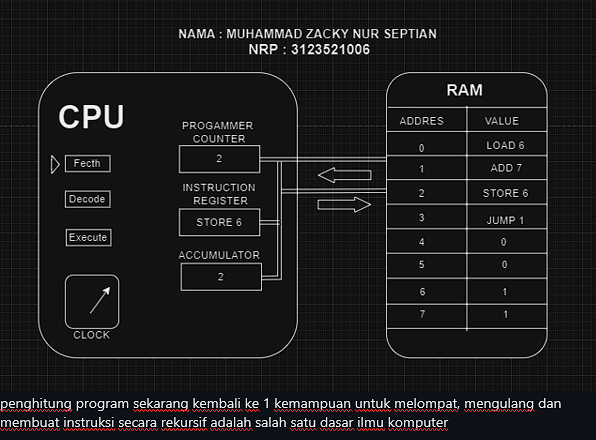 NAMA : MUHAMMAD ZACKY NUR SEPTIAN
NRP : 3123521006
CPU
PROGAMMER
COUNTER
2
Fecth
INSTRUCTION
REGISTER
Decode
STORE 6
Execute
ACCUMULATOR
2
CLOCK
RAM
ADDRES VALUE
0 LOAD 6
1 ADD 7
2 STORE 6
3 JUMP 1
4 0
5 0
6 1
7 1
penghitung program sekarang kembali ke 1 kemampuan untuk melompat, mengulang dan
membuat instruksi secara rekursif adalah salah satu dasar ilmu komputer